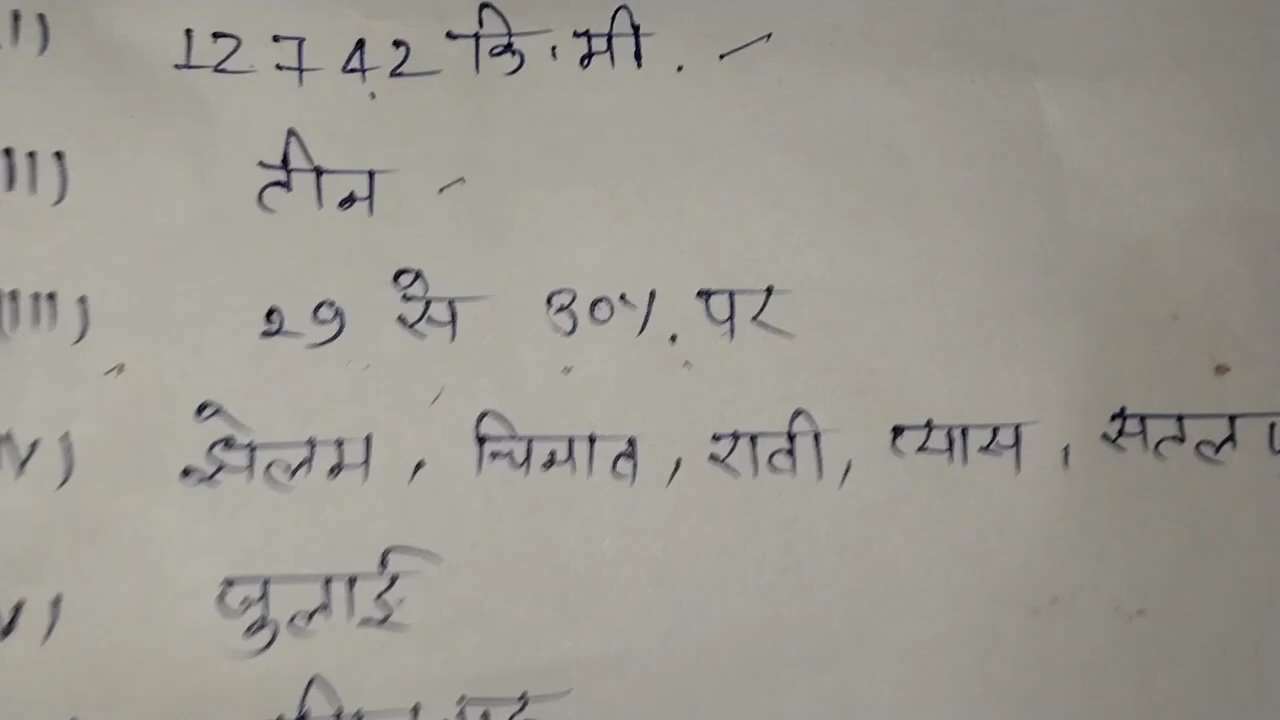 I) 12742 कि.मी.
II) तीन
III) 29 से 30% पर
IV) झेलम, चिनाव, रावी, व्यास, सतलज
V) जुलाई